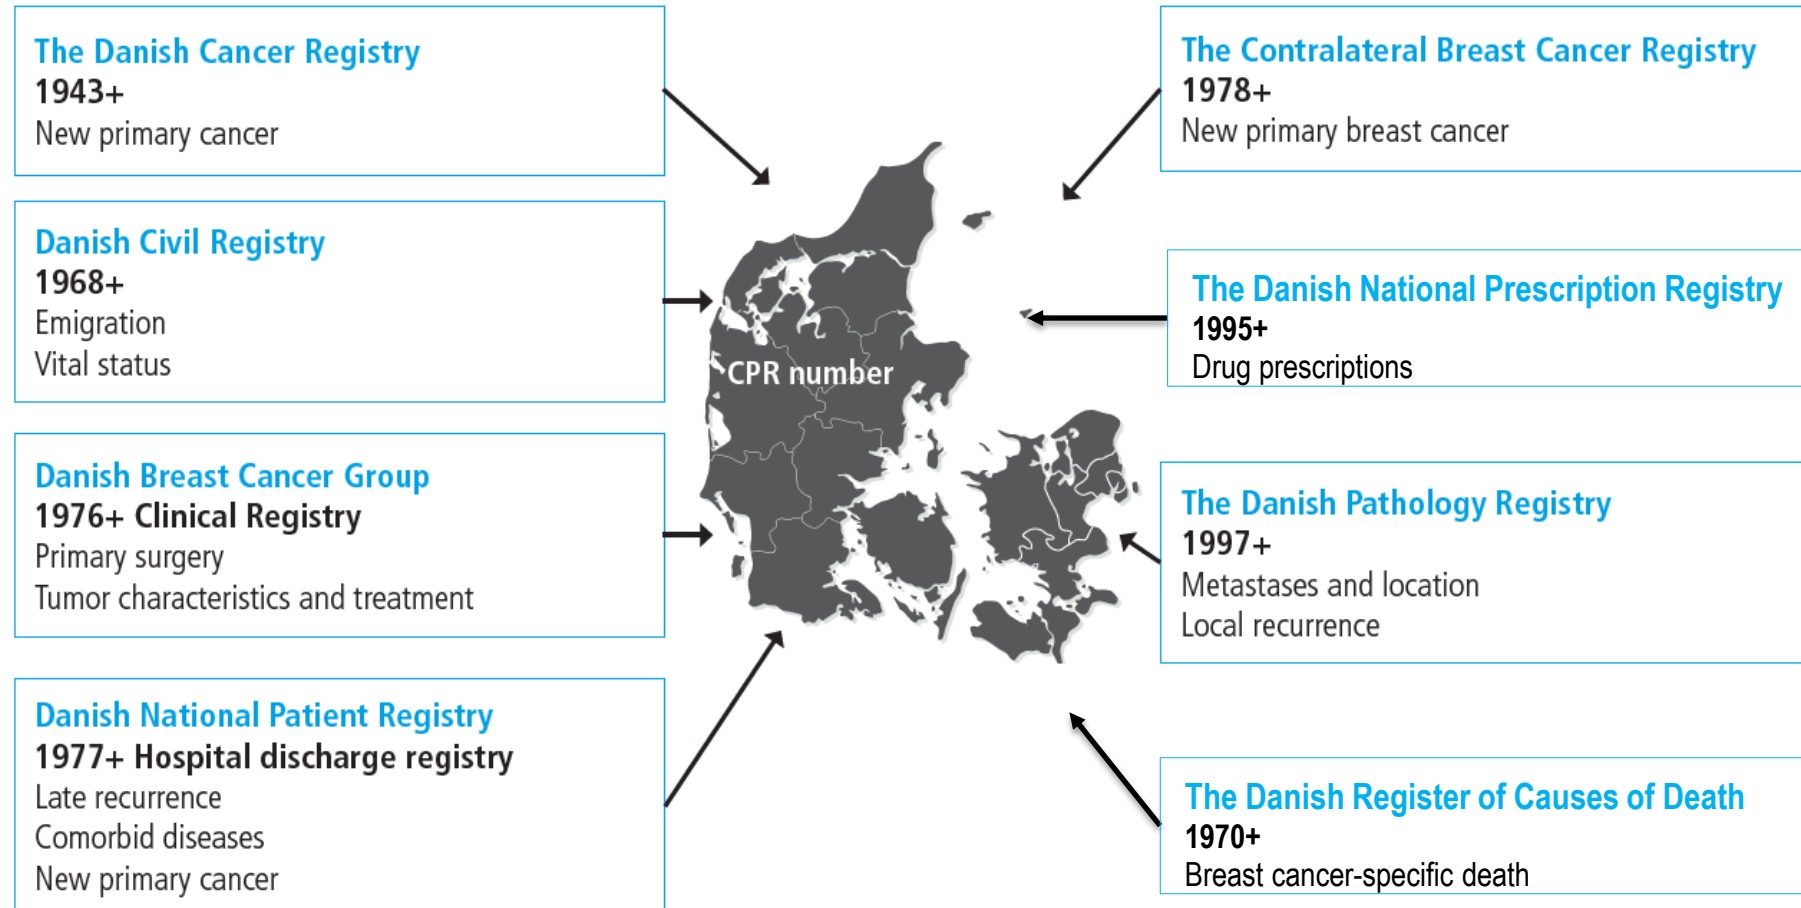 The Danish Cancer Registry
1943+
New primary cancer
Danish Civil Registry
1968+
Emigration
Vital status
Danish Breast Cancer Group
1976+ Clinical Registry
Primary surgery
Tumor characteristics and treatment
Danish National Patient Registry
1977+ Hospital discharge registry
Late recurrence
Comorbid diseases
New primary cancer
CPR number
The Contralateral Breast Cancer Registry
1978+
New primary breast cancer
The Danish National Prescription Registry
1995+
Drug prescriptions
The Danish Pathology Registry
1997+
Metastases and location
Local recurrence
The Danish Register of Causes of Death
1970+
Breast cancer-specific death